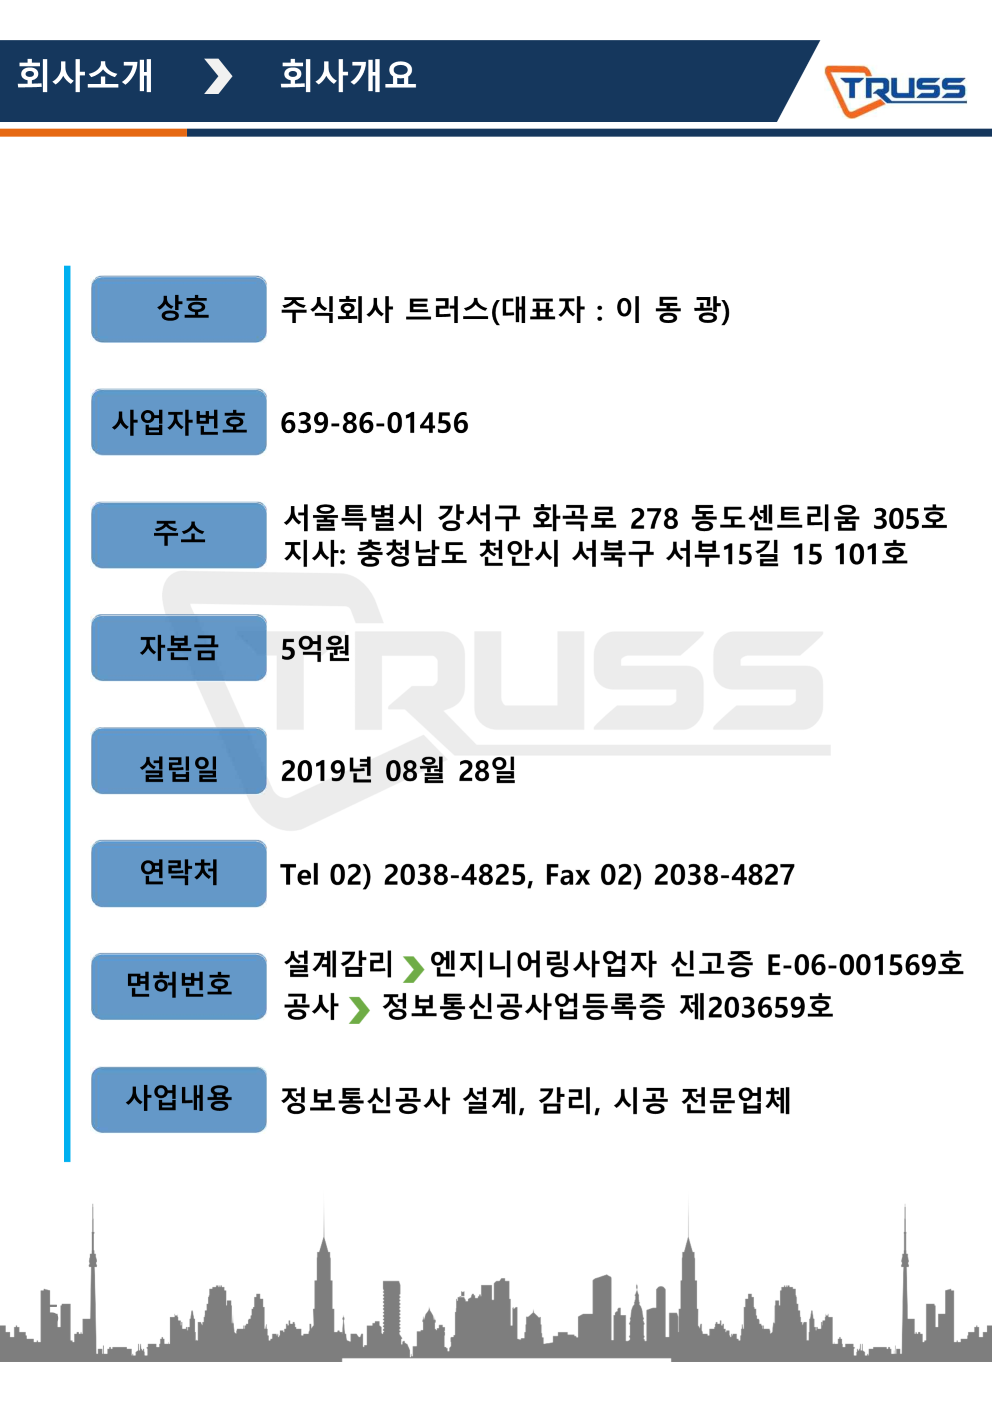 회사소개 회사개요
TRUSS
상호 주식회사 트러스(대표자 : 이 동 광)
사업자번호 639-86-01456
주소 서울특별시 강서구 화곡로 278 동도센트리움 305호
지사: 충청남도 천안시 서북구 서부15길 15 101호
TRUSS
자본금 5억원
설립일 2019년 08월 28일
연락처 Tel 02) 2038-4825, Fax 02) 2038-4827
면허번호 설계감리 엔지니어링사업자 신고증 E-06-001569호
공사 정보통신공사업등록증 제203659호
사업내용 정보통신공사 설계, 감리, 시공 전문업체